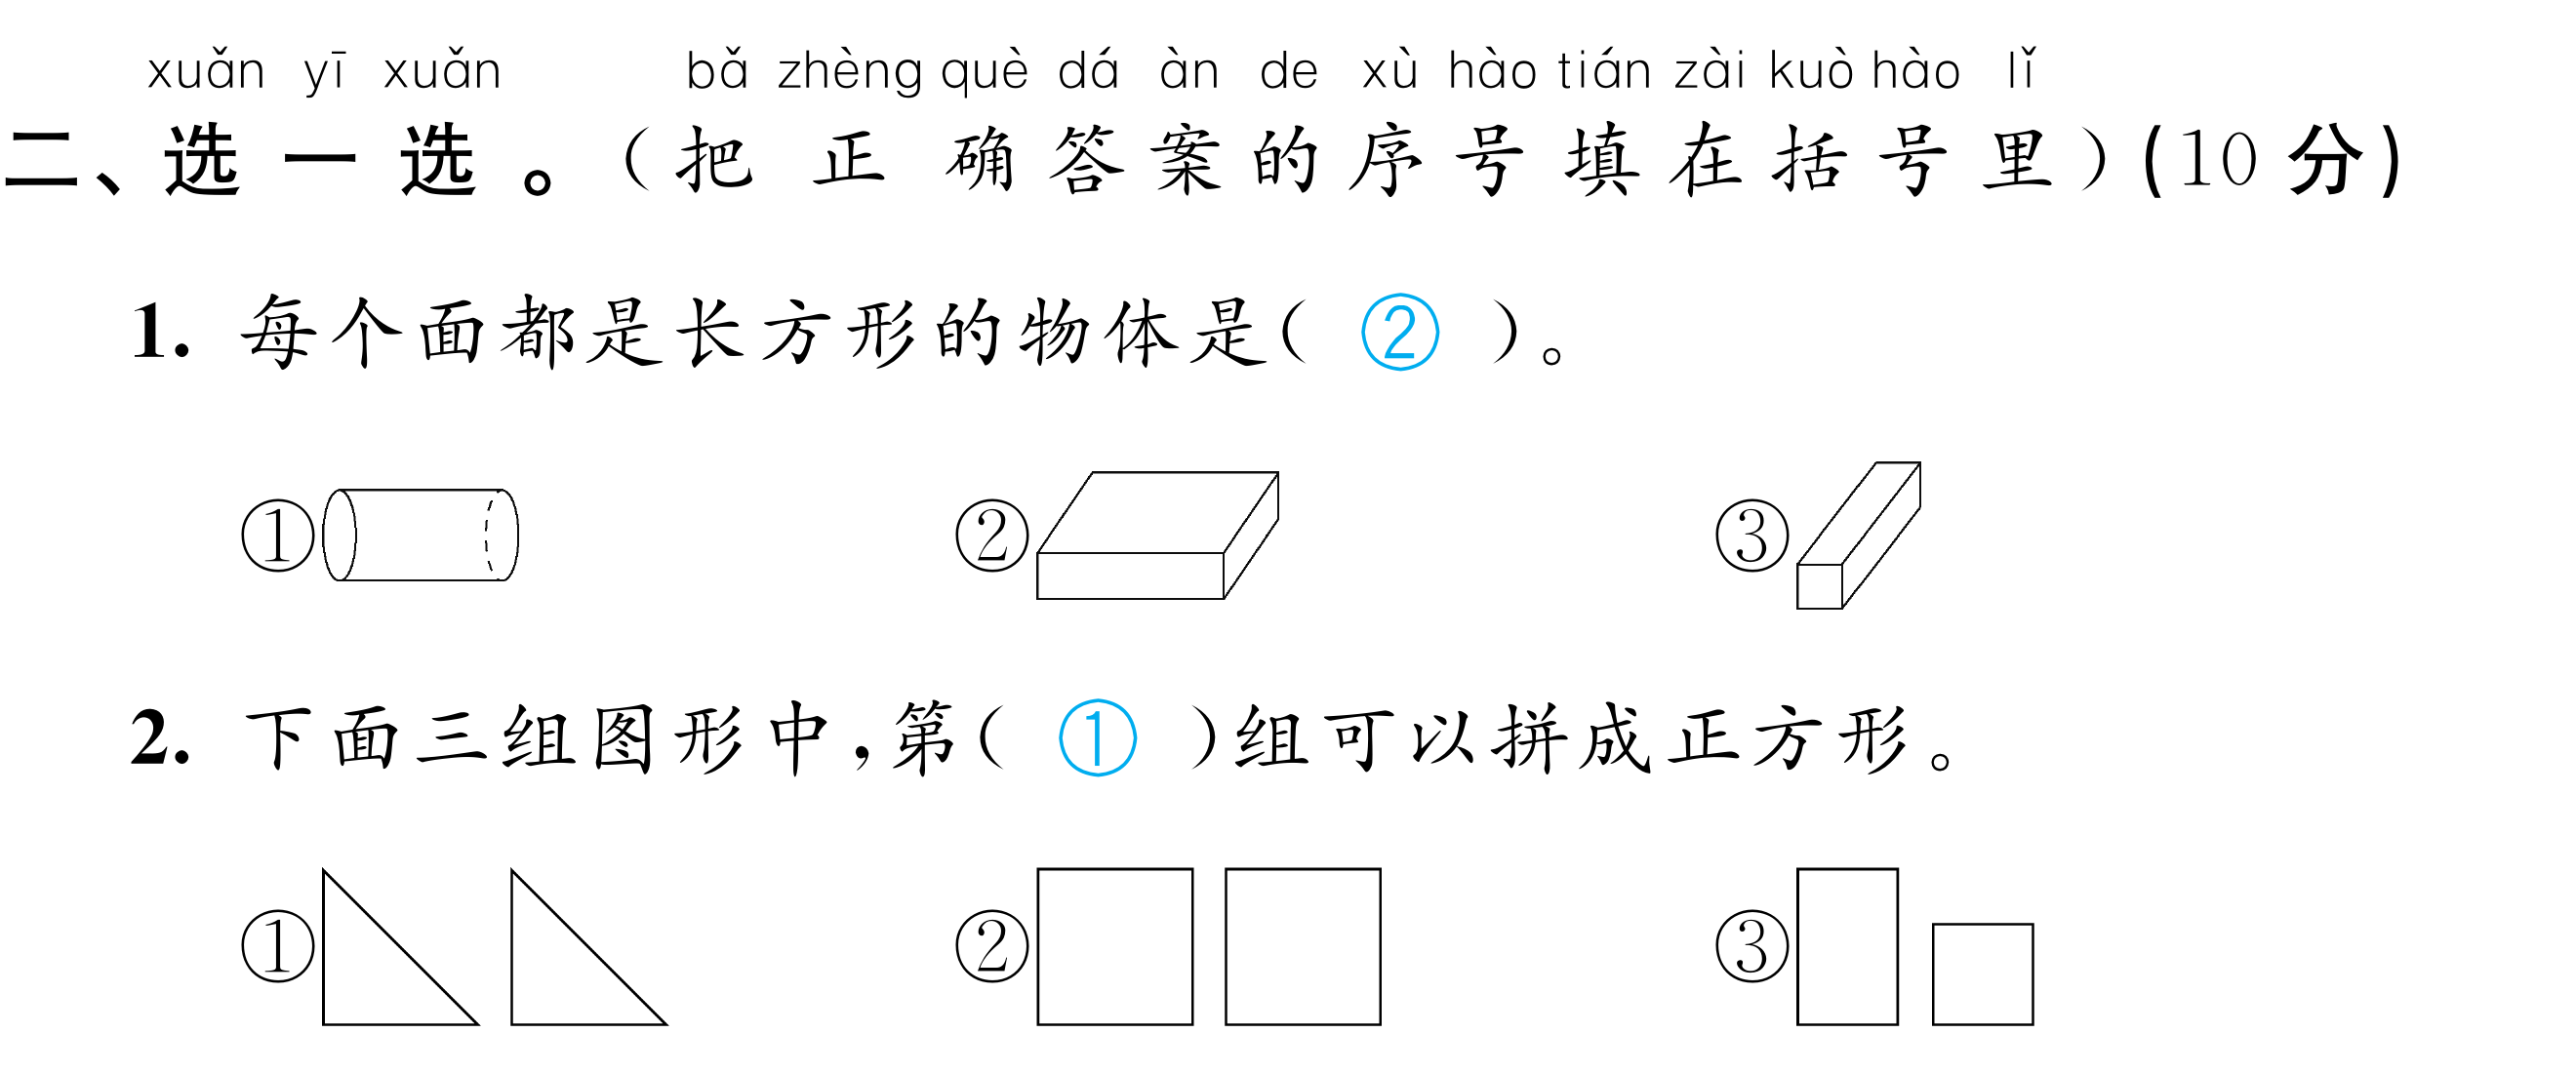 xuǎn yī xuǎn bǎ zhèng què dá àn de xù hào tián zài kuò hào lǐ
二、选一选。（把正确答案的序号填在括号里）(10分)
1. 每个面都是长方形的物体是( ② )。
① ② ③
2. 下面三组图形中,第( ① )组可以拼成正方形。
① ② ③